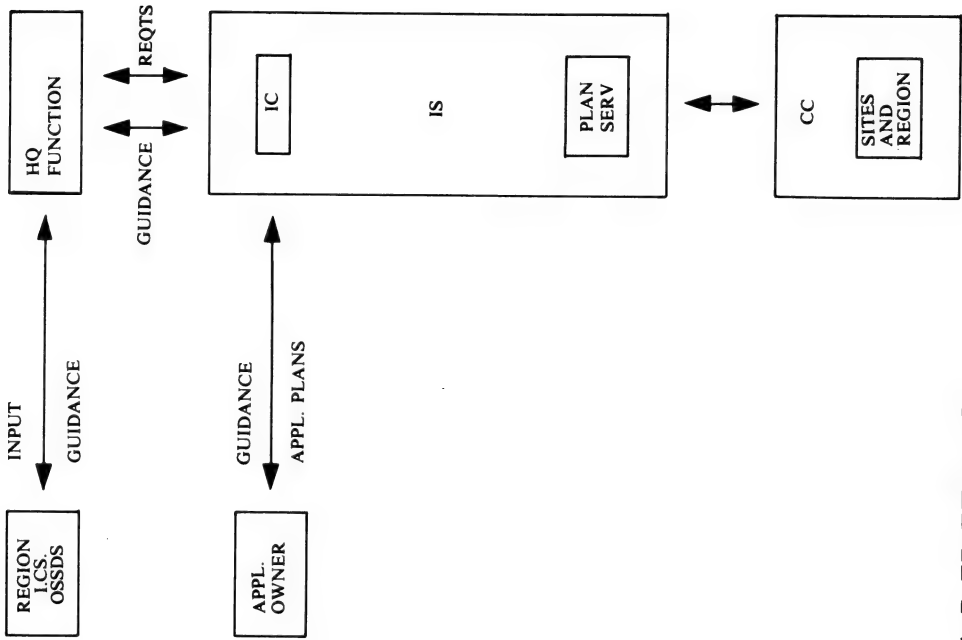 HQ
FUNCTION
INPUT
GUIDANCE
REGION
I.CS.
OSSDS
GUIDANCE
REQTS
IC
IS
PLAN
SERV
GUIDANCE
APPL. PLANS
APPL.
OWNER
CC
SITES
AND
REGION